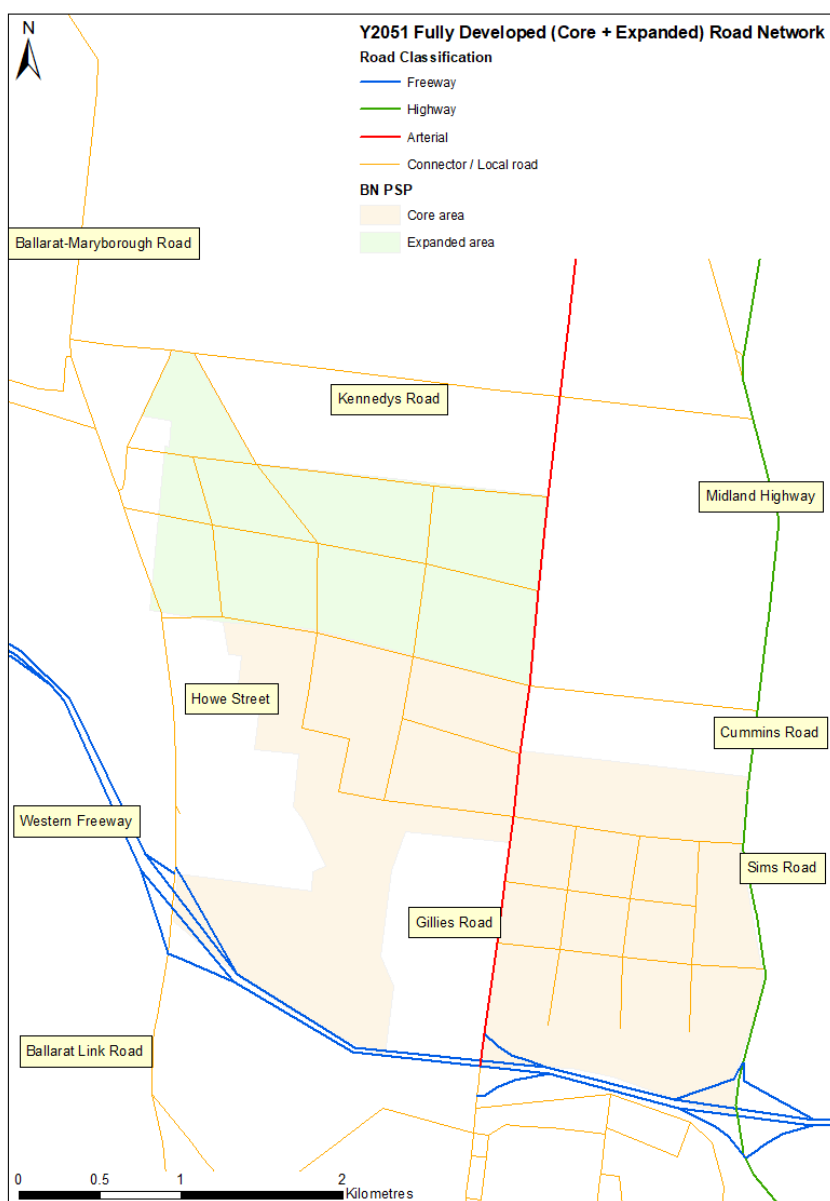 N
Y2051 Fully Developed (Core + Expanded) Road Network
Road Classification
Freeway
Highway
Arterial
Connector / Local road
BN PSP
Core area
Expanded area
Ballarat-Maryborough Road
Kennedys Road
Midland Highway
Howe Street
Cummins Road
Western Freeway
Sims Road
Gillies Road
Ballarat Link Road
0 0.5 1 2
Kilometres